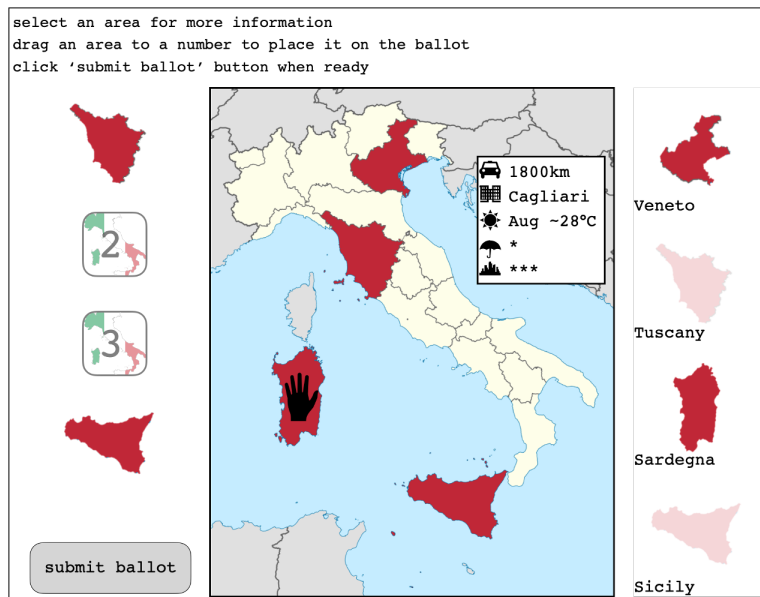 select an area for more information
drag an area to a number to place it on the ballot
click ‘submit ballot’ button when ready
2
3
submit ballot
1800km
Cagliari
Aug ~28°C
*
***
Veneto
Tuscany
Sardegna
Sicily